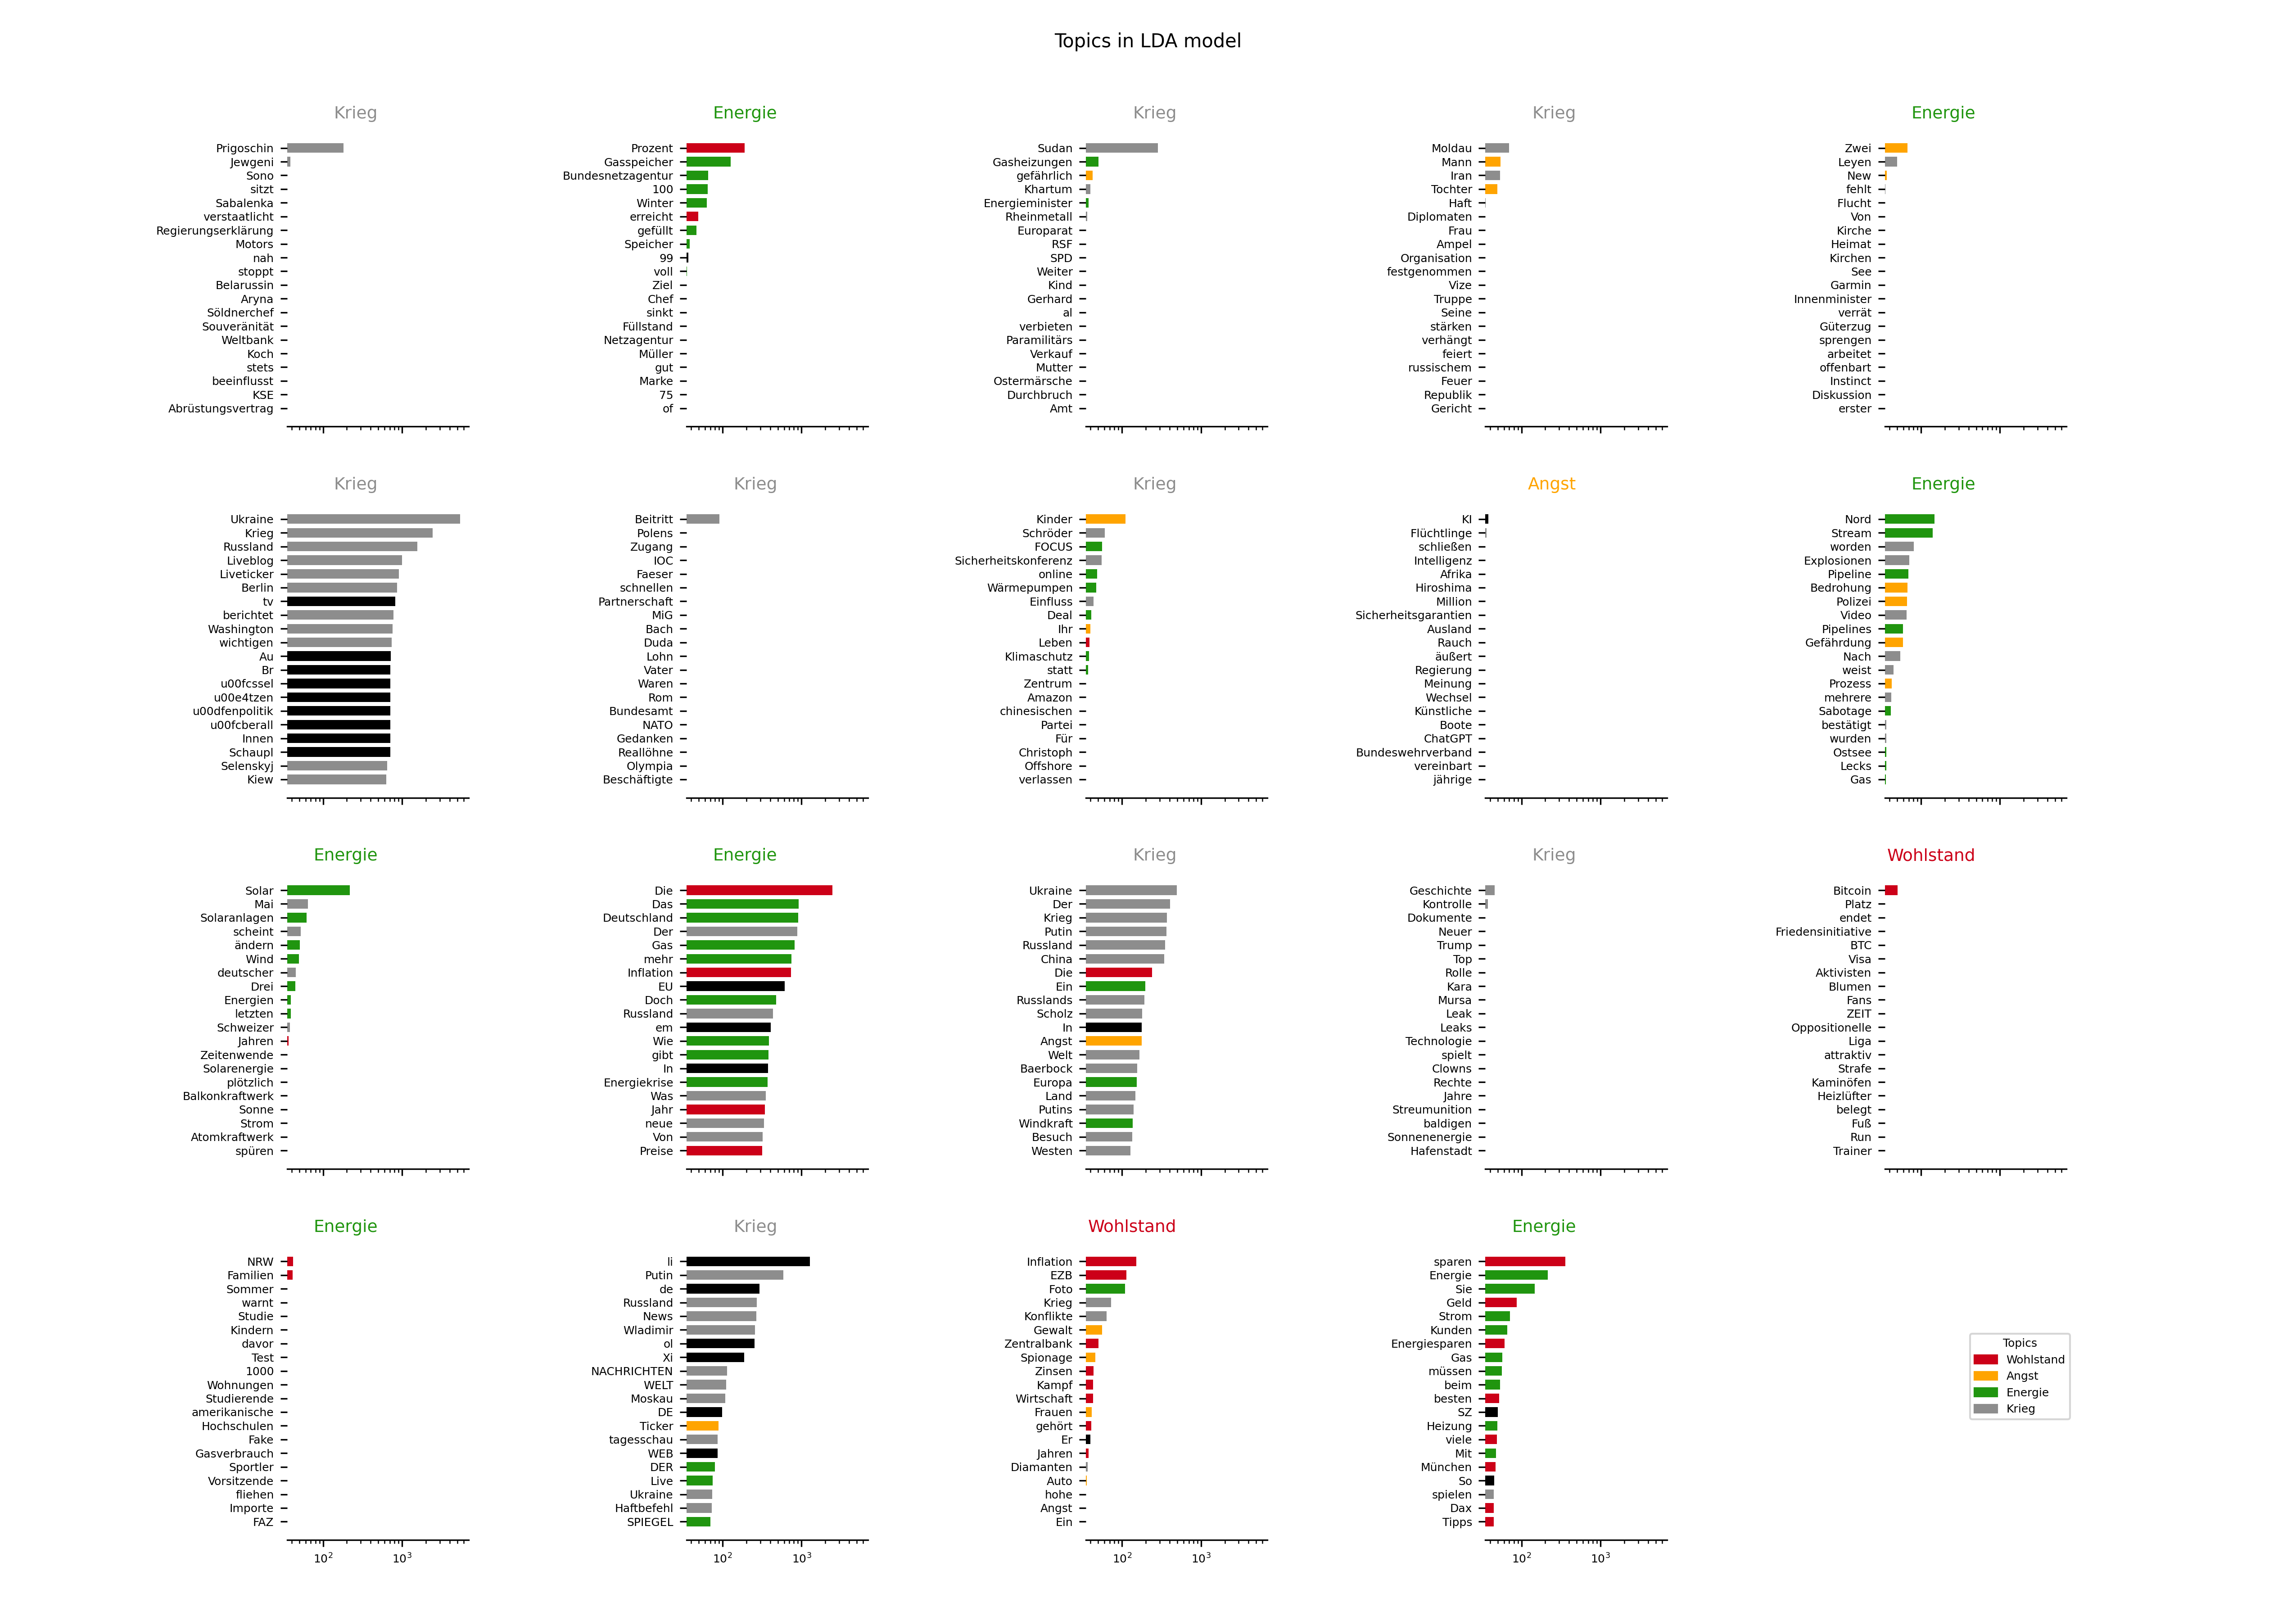 Topics in LDA model
Krieg
Prigoschin
Jewgeni
Sono
sitzt
Sabalenka
verstaatlicht
Regierungserklärung
Motors
nah
stoppt
Belarussin
Aryna
Söldnerchef
Souveränität
Weltbank
Koch
stets
beeinflusst
KSE
Abrüstungsvertrag
Energie
Prozent
Gasspeicher
Bundesnetzagentur
100
Winter
erreicht
gefüllt
Speicher
99
voll
Ziel
Chef
sinkt
Füllstand
Netzagentur
Müller
gut
Marke
75
of
Krieg
Sudan
Gasheizungen
gefährlich
Khartum
Energieminister
Rheinmetall
Europarat
RSF
SPD
Weiter
Kind
Gerhard
al
verbieten
Paramilitärs
Verkauf
Mutter
Ostermärsche
Durchbruch
Amt
Krieg
Moldau
Mann
Iran
Tochter
Haft
Diplomaten
Frau
Ampel
Organisation
festgenommen
Vize
Truppe
Seine
stärken
verhängt
feiert
russischem
Feuer
Republik
Gericht
Energie
Zwei
Leyen
New
fehlt
Flucht
Von
Kirche
Heimat
Kirchen
See
Garmin
Innenminister
verrät
Güterzug
sprengen
arbeitet
offenbart
Instinct
Diskussion
erster
Krieg
Ukraine
Krieg
Russland
Liveblog
Liveticker
Berlin
tv
berichtet
Washington
wichtigen
Au
Br
u00fcssel
u00e4tzen
u00dfenpolitik
u00fcberall
Innen
Schaupl
Selenskyj
Kiew
Krieg
Beitritt
Polens
Zugang
IOC
Faeser
schnellen
Partnerschaft
MiG
Bach
Duda
Lohn
Vater
Waren
Rom
Bundesamt
NATO
Gedanken
Reallöhne
Olympia
Beschäftigte
Krieg
Kinder
Schröder
FOCUS
Sicherheitskonferenz
online
Wärmepumpen
Einfluss
Deal
Ihr
Leben
Klimaschutz
statt
Zentrum
Amazon
chinesischen
Partei
Für
Christoph
Offshore
verlassen
Angst
KI
Flüchtlinge
schließen
Intelligenz
Afrika
Hiroshima
Million
Sicherheitsgarantien
Ausland
Rauch
äußert
Regierung
Meinung
Wechsel
Künstliche
Boote
ChatGPT
Bundeswehrverband
vereinbart
jährige
Energie
Nord
Stream
worden
Explosionen
Pipeline
Bedrohung
Polizei
Video
Pipelines
Gefährdung
Nach
weist
Prozess
mehrere
Sabotage
bestätigt
wurden
Ostsee
Lecks
Gas
Energie
Solar
Mai
Solaranlagen
scheint
ändern
Wind
deutscher
Drei
Energien
letzten
Schweizer
Jahren
Zeitenwende
Solarenergie
plötzlich
Balkonkraftwerk
Sonne
Strom
Atomkraftwerk
spüren
Energie
Die
Das
Deutschland
Der
Gas
mehr
Inflation
EU
Doch
Russland
em
Wie
gibt
In
Energiekrise
Was
Jahr
neue
Von
Preise
Krieg
Ukraine
Der
Krieg
Putin
Russland
China
Die
Ein
Russlands
Scholz
In
Angst
Welt
Baerbock
Europa
Land
Putins
Windkraft
Besuch
Westen
Krieg
Geschichte
Kontrolle
Dokumente
Neuer
Trump
Top
Rolle
Kara
Mursa
Leak
Leaks
Technologie
spielt
Clowns
Rechte
Jahre
Streumunition
baldigen
Sonnenenergie
Hafenstadt
Wohlstand
Bitcoin
Platz
endet
Friedensinitiative
BTC
Visa
Aktivisten
Blumen
Fans
ZEIT
Oppositionelle
Liga
attraktiv
Strafe
Kaminöfen
Heizlüfter
belegt
Fuß
Run
Trainer
Energie
NRW
Familien
Sommer
warnt
Studie
Kindern
davor
Test
1000
Wohnungen
Studierende
amerikanische
Hochschulen
Fake
Gasverbrauch
Sportler
Vorsitzende
fliehen
Importe
FAZ
10² 10³
Krieg
li
Putin
de
Russland
News
Wladimir
ol
Xi
NACHRICHTEN
WELT
Moskau
DE
Ticker
tagesschau
WEB
DER
Live
Ukraine
Haftbefehl
SPIEGEL
10² 10³
Wohlstand
Inflation
EZB
Foto
Krieg
Konflikte
Gewalt
Zentralbank
Spionage
Zinsen
Kampf
Wirtschaft
Frauen
gehört
Er
Jahren
Diamanten
Auto
hohe
Angst
Ein
10² 10³
Energie
sparen
Energie
Sie
Geld
Strom
Kunden
Energiesparen
Gas
müssen
beim
besten
SZ
Heizung
viele
Mit
München
So
spielen
Dax
Tipps
10² 10³
Topics
Wohlstand
Angst
Energie
Krieg